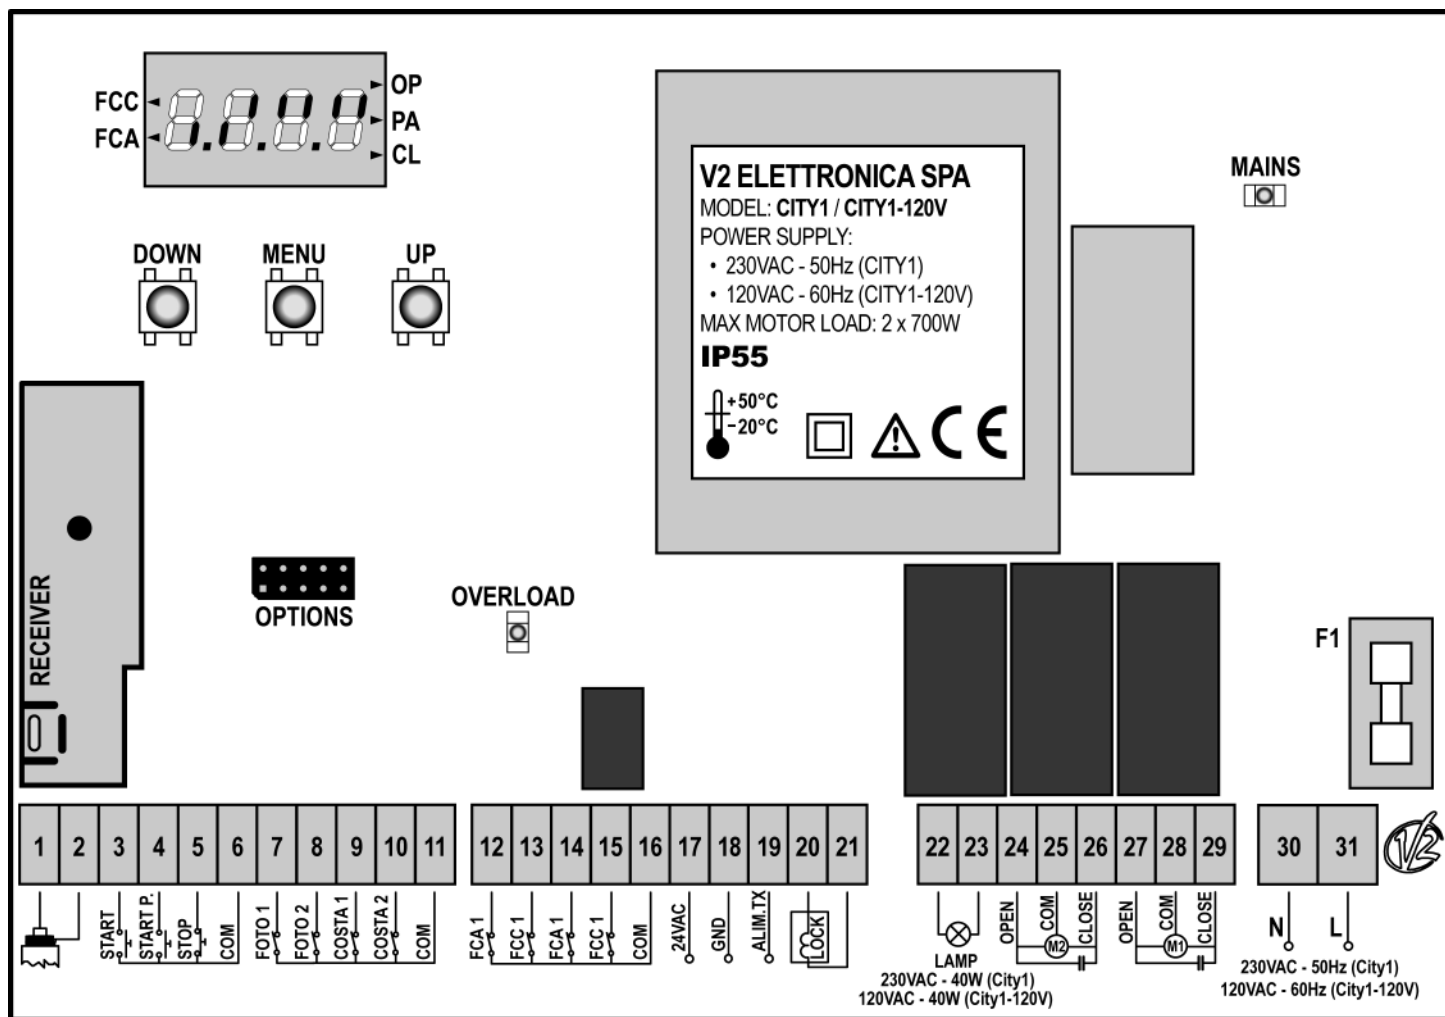 FCC
FCA
OP
PA
CL
DOWN
MENU
UP
V2 ELETTRONICA SPA
MODEL: CITY1 / CITY1-120V
POWER SUPPLY:
• 230VAC - 50Hz (CITY1)
• 120VAC - 60Hz (CITY1-120V)
MAX MOTOR LOAD: 2 x 700W
IP55
+50°C
-20°C
CE
MAINS
RECEIVER
OPTIONS
OVERLOAD
F1
1 2 3 4 5 6 7 8 9 10 11
12 13 14 15 16 17 18 19 20 21
22 23 24 25 26 27 28 29
30 31
V2
START
START P.
STOP
COM
FOTO 1
FOTO 2
COSTA 1
COSTA 2
COM
FCA 1
FCC 1
FCA 1
FCC 1
COM
24VAC
GND
ALIM.TX
LOCK
LAMP
230VAC - 40W (City1)
120VAC - 40W (City1-120V)
OPEN
COM
CLOSE
M2
OPEN
COM
CLOSE
M1
N
L
230VAC - 50Hz (City1)
120VAC - 60Hz (City1-120V)